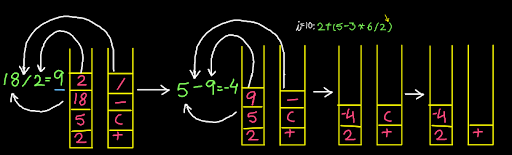 i=10: 2+(5-3*6/2)
18/2=9
2 /
18 -
5 C
2 +
5-9=-4
9 -
5 C
2 +
-4 C
2 +
-4
2 +